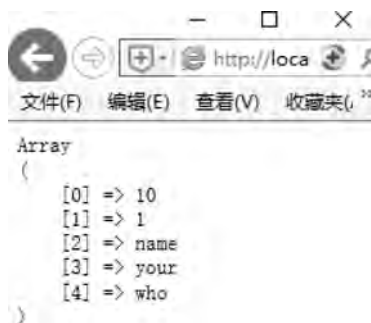 http://loca
文件(F) 编辑(E) 查看(V) 收藏夹(
Array
(
    [0] => 10
    [1] => 1
    [2] => name
    [3] => your
    [4] => who
)